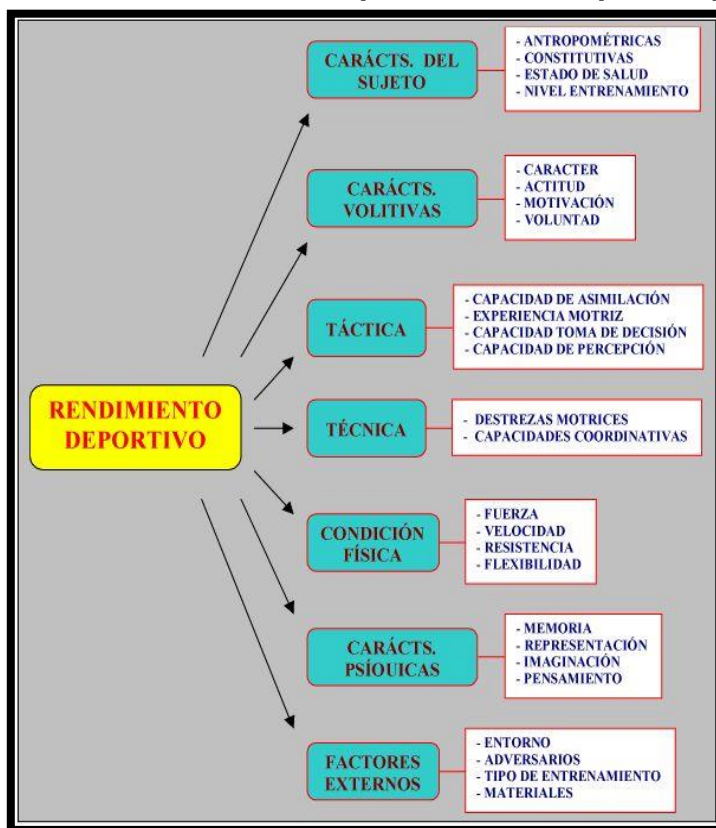 CARÁCTS. DEL
SUJETO
- ANTROPOMÉTRICAS
- CONSTITUTIVAS
- ESTADO DE SALUD
- NIVEL ENTRENAMIENTO
CARÁCTS.
VOLITIVAS
- CARACTER
- ACTITUD
- MOTIVACIÓN
- VOLUNTAD
TÁCTICA
- CAPACIDAD DE ASIMILACIÓN
- EXPERIENCIA MOTRIZ
- CAPACIDAD TOMA DE DECISIÓN
- CAPACIDAD DE PERCEPCIÓN
RENDIMIENTO
DEPORTIVO
TÉCNICA
- DESTREZAS MOTRICES
- CAPACIDADES COORDINATIVAS
CONDICIÓN
FÍSICA
- FUERZA
- VELOCIDAD
- RESISTENCIA
- FLEXIBILIDAD
CARÁCTS.
PSÍQUICAS
- MEMORIA
- REPRESENTACIÓN
- IMAGINACIÓN
- PENSAMIENTO
FACTORES
EXTERNOS
- ENTORNO
- ADVERSARIOS
- TIPO DE ENTRENAMIENTO
- MATERIALES